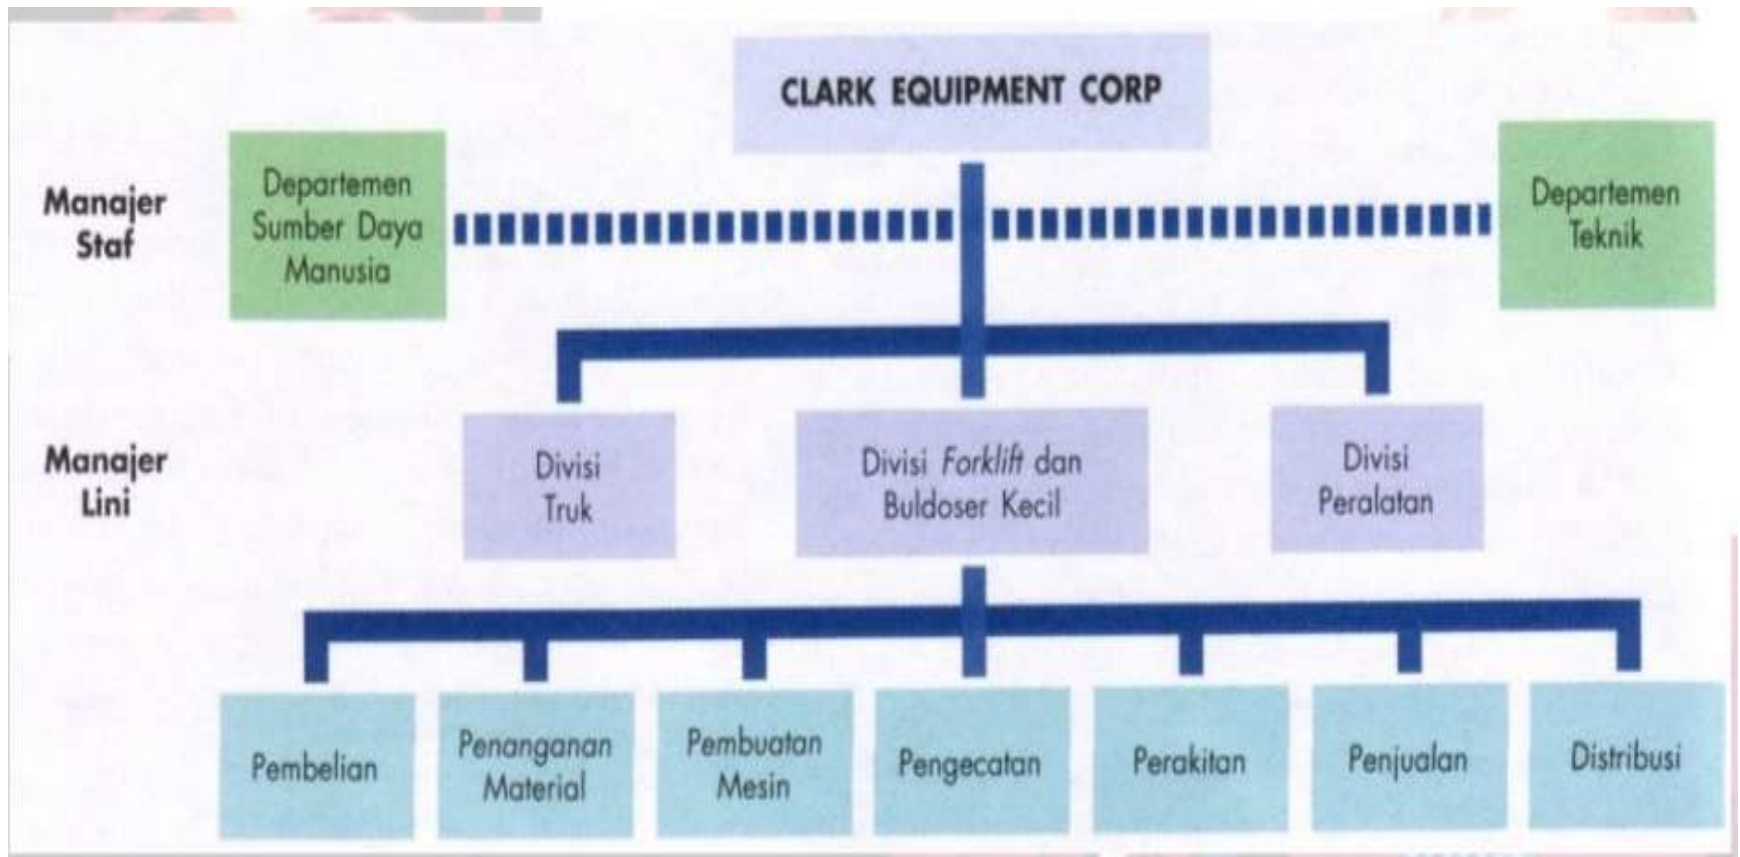 CLARK EQUIPMENT CORP
Manajer
Staf
Departemen
Sumber Daya
Manusia
Departemen
Teknik
Manajer
Lini
Divisi
Truk
Divisi Forklift dan
Buldoser Kecil
Divisi
Peralatan
Pembelian
Penanganan
Material
Pembuatan
Mesin
Pengecatan
Perakitan
Penjualan
Distribusi